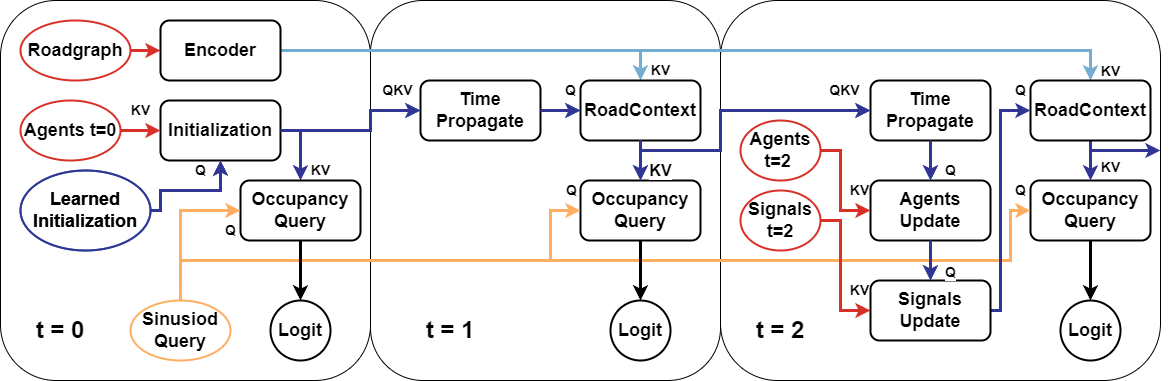 Roadgraph
Encoder
KV
KV
Agents t=0
KV
Initialization
Q
KV
Learned
Initialization
Occupancy
Query
Q
Sinusiod
Query
Logit
t = 0
QKV
Time
Propagate
Q
RoadContext
KV
Q
Occupancy
Query
Logit
t = 1
QKV
Time
Propagate
Q
RoadContext
Agents
t=2
Q
KV
KV
Agents
Update
Q
Occupancy
Query
Signals
t=2
Q
KV
Signals
Update
Logit
t = 2